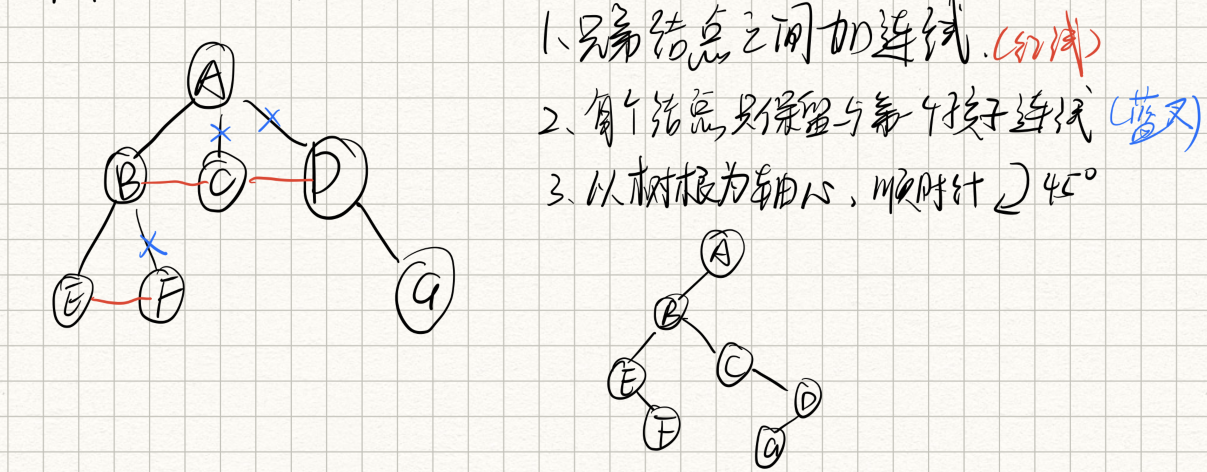 A
B C D
E F G
1、兄弟结点之间加连线.(红线)
2、每个结点只保留与第一个孩子连线(蓝叉)
3、以树根为轴心、顺时针 45°
A
B
E C
F D
G